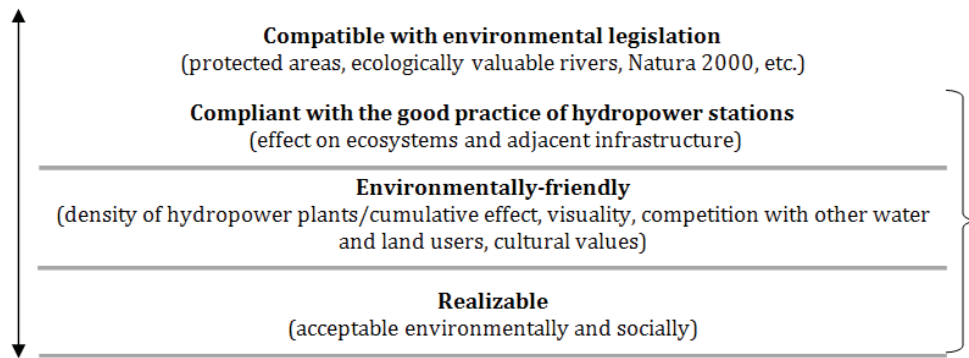 Compatible with environmental legislation
(protected areas, ecologically valuable rivers, Natura 2000, etc.)
Compliant with the good practice of hydropower stations
(effect on ecosystems and adjacent infrastructure)
Environmentally-friendly
(density of hydropower plants/cumulative effect, visuality, competition with other water
and land users, cultural values)
Realizable
(acceptable environmentally and socially)